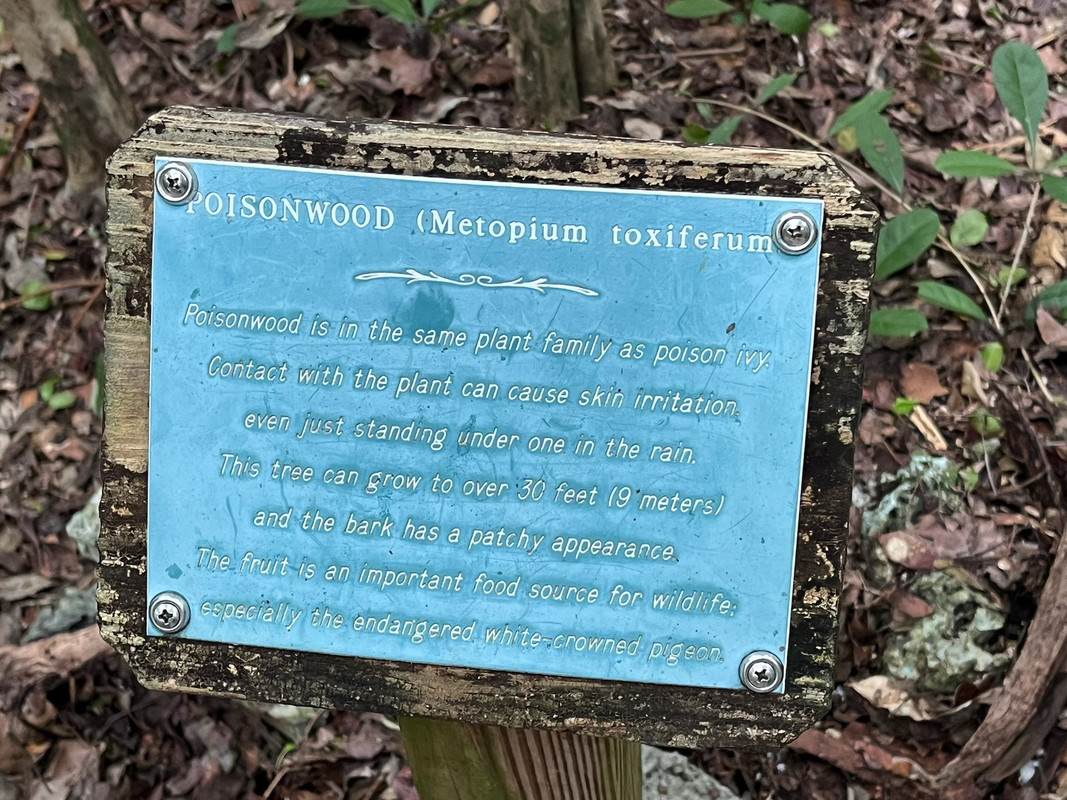 POISONWOOD (Metopium toxiferum
Poisonwood is in the same plant family as poison ivy.
Contact with the plant can cause skin irritation,
even just standing under one in the rain.
This tree can grow to over 30 feet (9 meters)
and the bark has a patchy appearance.
The fruit is an important food source for wildlife;
especially the endangered white-crowned pigeon.